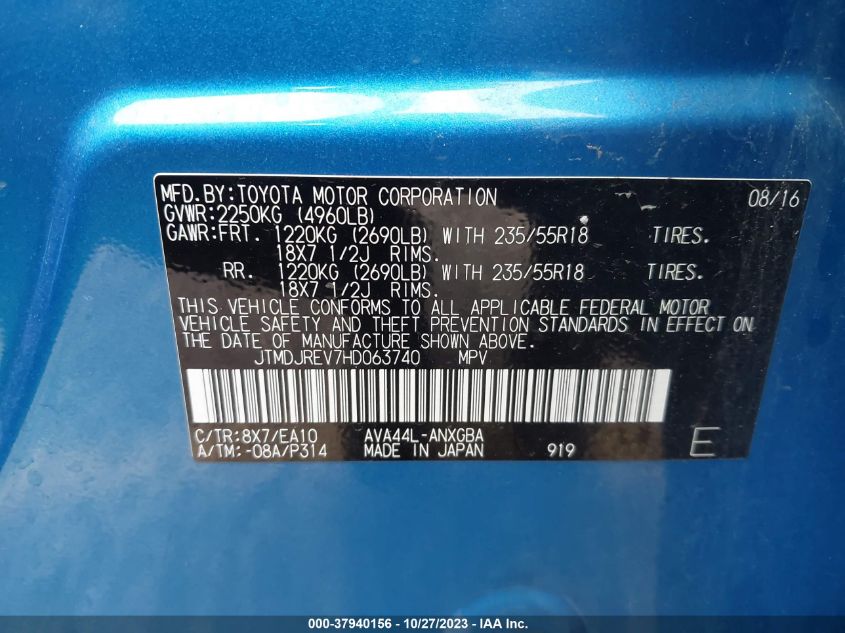 MFD.BY:TOYOTA MOTOR CORPORATION 08/16
GVWR:2250KG (4960LB)
GAWR:FRT. 1220KG (2690LB) WITH 235/55R18 TIRES.
18X7 1/2J RIMS.
RR. 1220KG (2690LB) WITH 235/55R18 TIRES.
18X7 1/2J RIMS.
THIS VEHICLE CONFORMS TO ALL APPLICABLE FEDERAL MOTOR
VEHICLE SAFETY AND THEFT PREVENTION STANDARDS IN EFFECT ON
THE DATE OF MANUFACTURE SHOWN ABOVE.
JTMDJREV7HD063740 MPV
C/TR:8X7/EA10 AVA44L-ANXGBA
A/TM:-08A/P314 MADE IN JAPAN 919 E
000-37940156 - 10/27/2023 - Copyright © 2023 IAA, Inc.